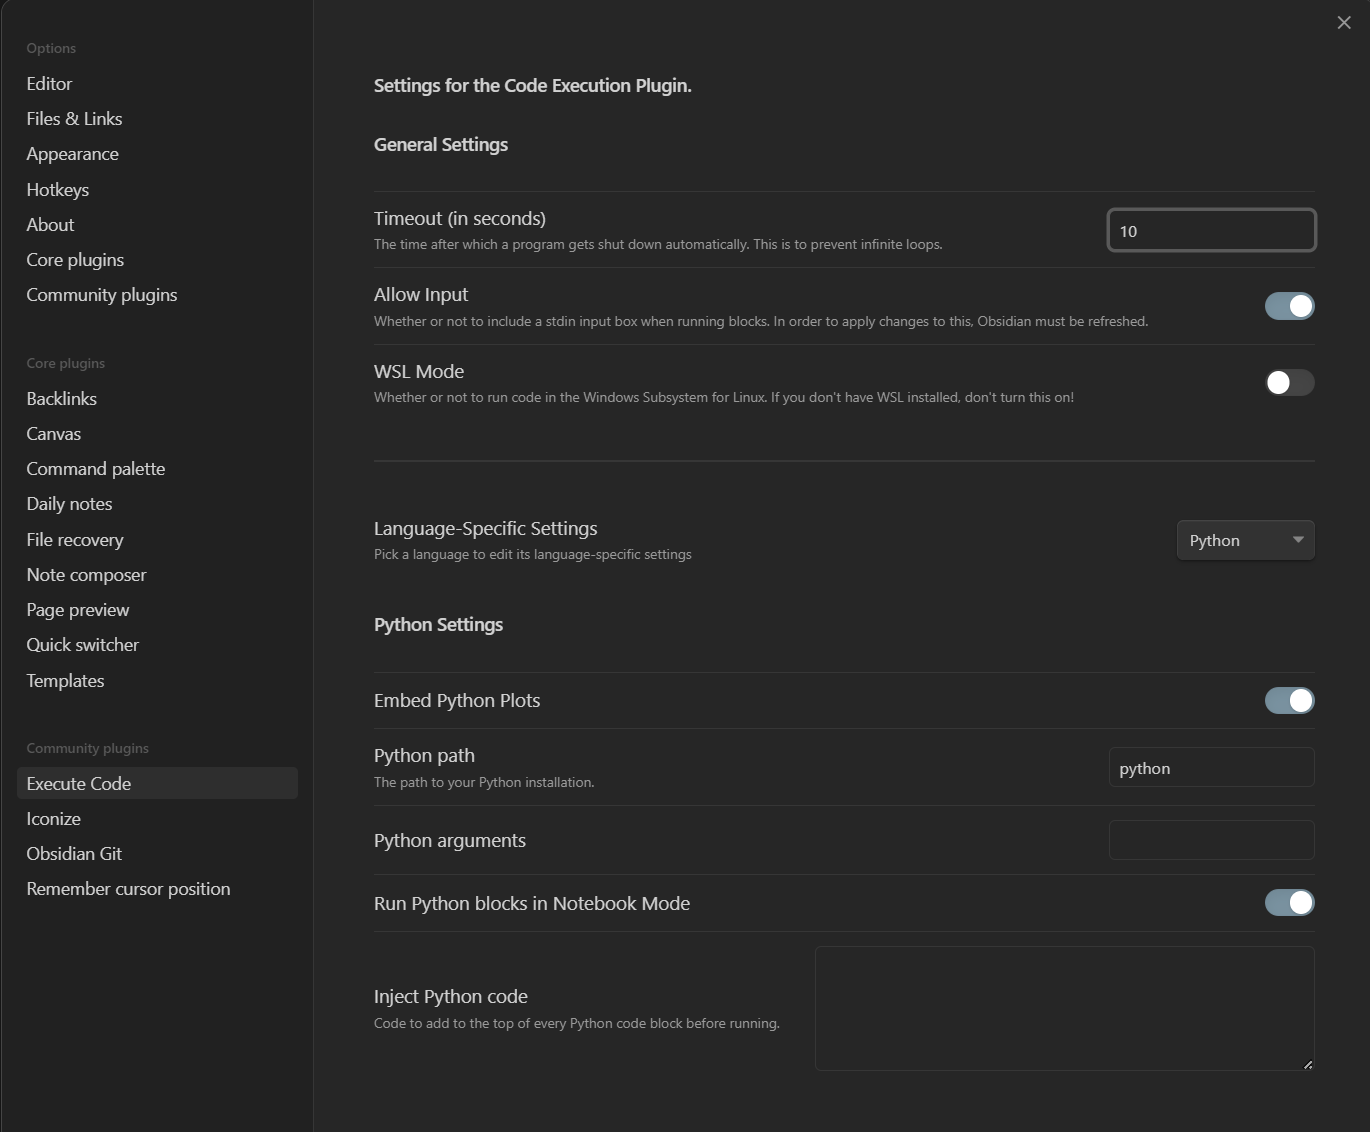 Options
Editor
Files & Links
Appearance
Hotkeys
About
Core plugins
Community plugins
Core plugins
Backlinks
Canvas
Command palette
Daily notes
File recovery
Note composer
Page preview
Quick switcher
Templates
Community plugins
Execute Code
Iconize
Obsidian Git
Remember cursor position
Settings for the Code Execution Plugin.
General Settings
Timeout (in seconds)
The time after which a program gets shut down automatically. This is to prevent infinite loops.
10
Allow Input
Whether or not to include a stdin input box when running blocks. In order to apply changes to this, Obsidian must be refreshed.
WSL Mode
Whether or not to run code in the Windows Subsystem for Linux. If you don't have WSL installed, don't turn this on!
Language-Specific Settings
Pick a language to edit its language-specific settings
Python
Python Settings
Embed Python Plots
Python path
The path to your Python installation.
python
Python arguments
Run Python blocks in Notebook Mode
Inject Python code
Code to add to the top of every Python code block before running.